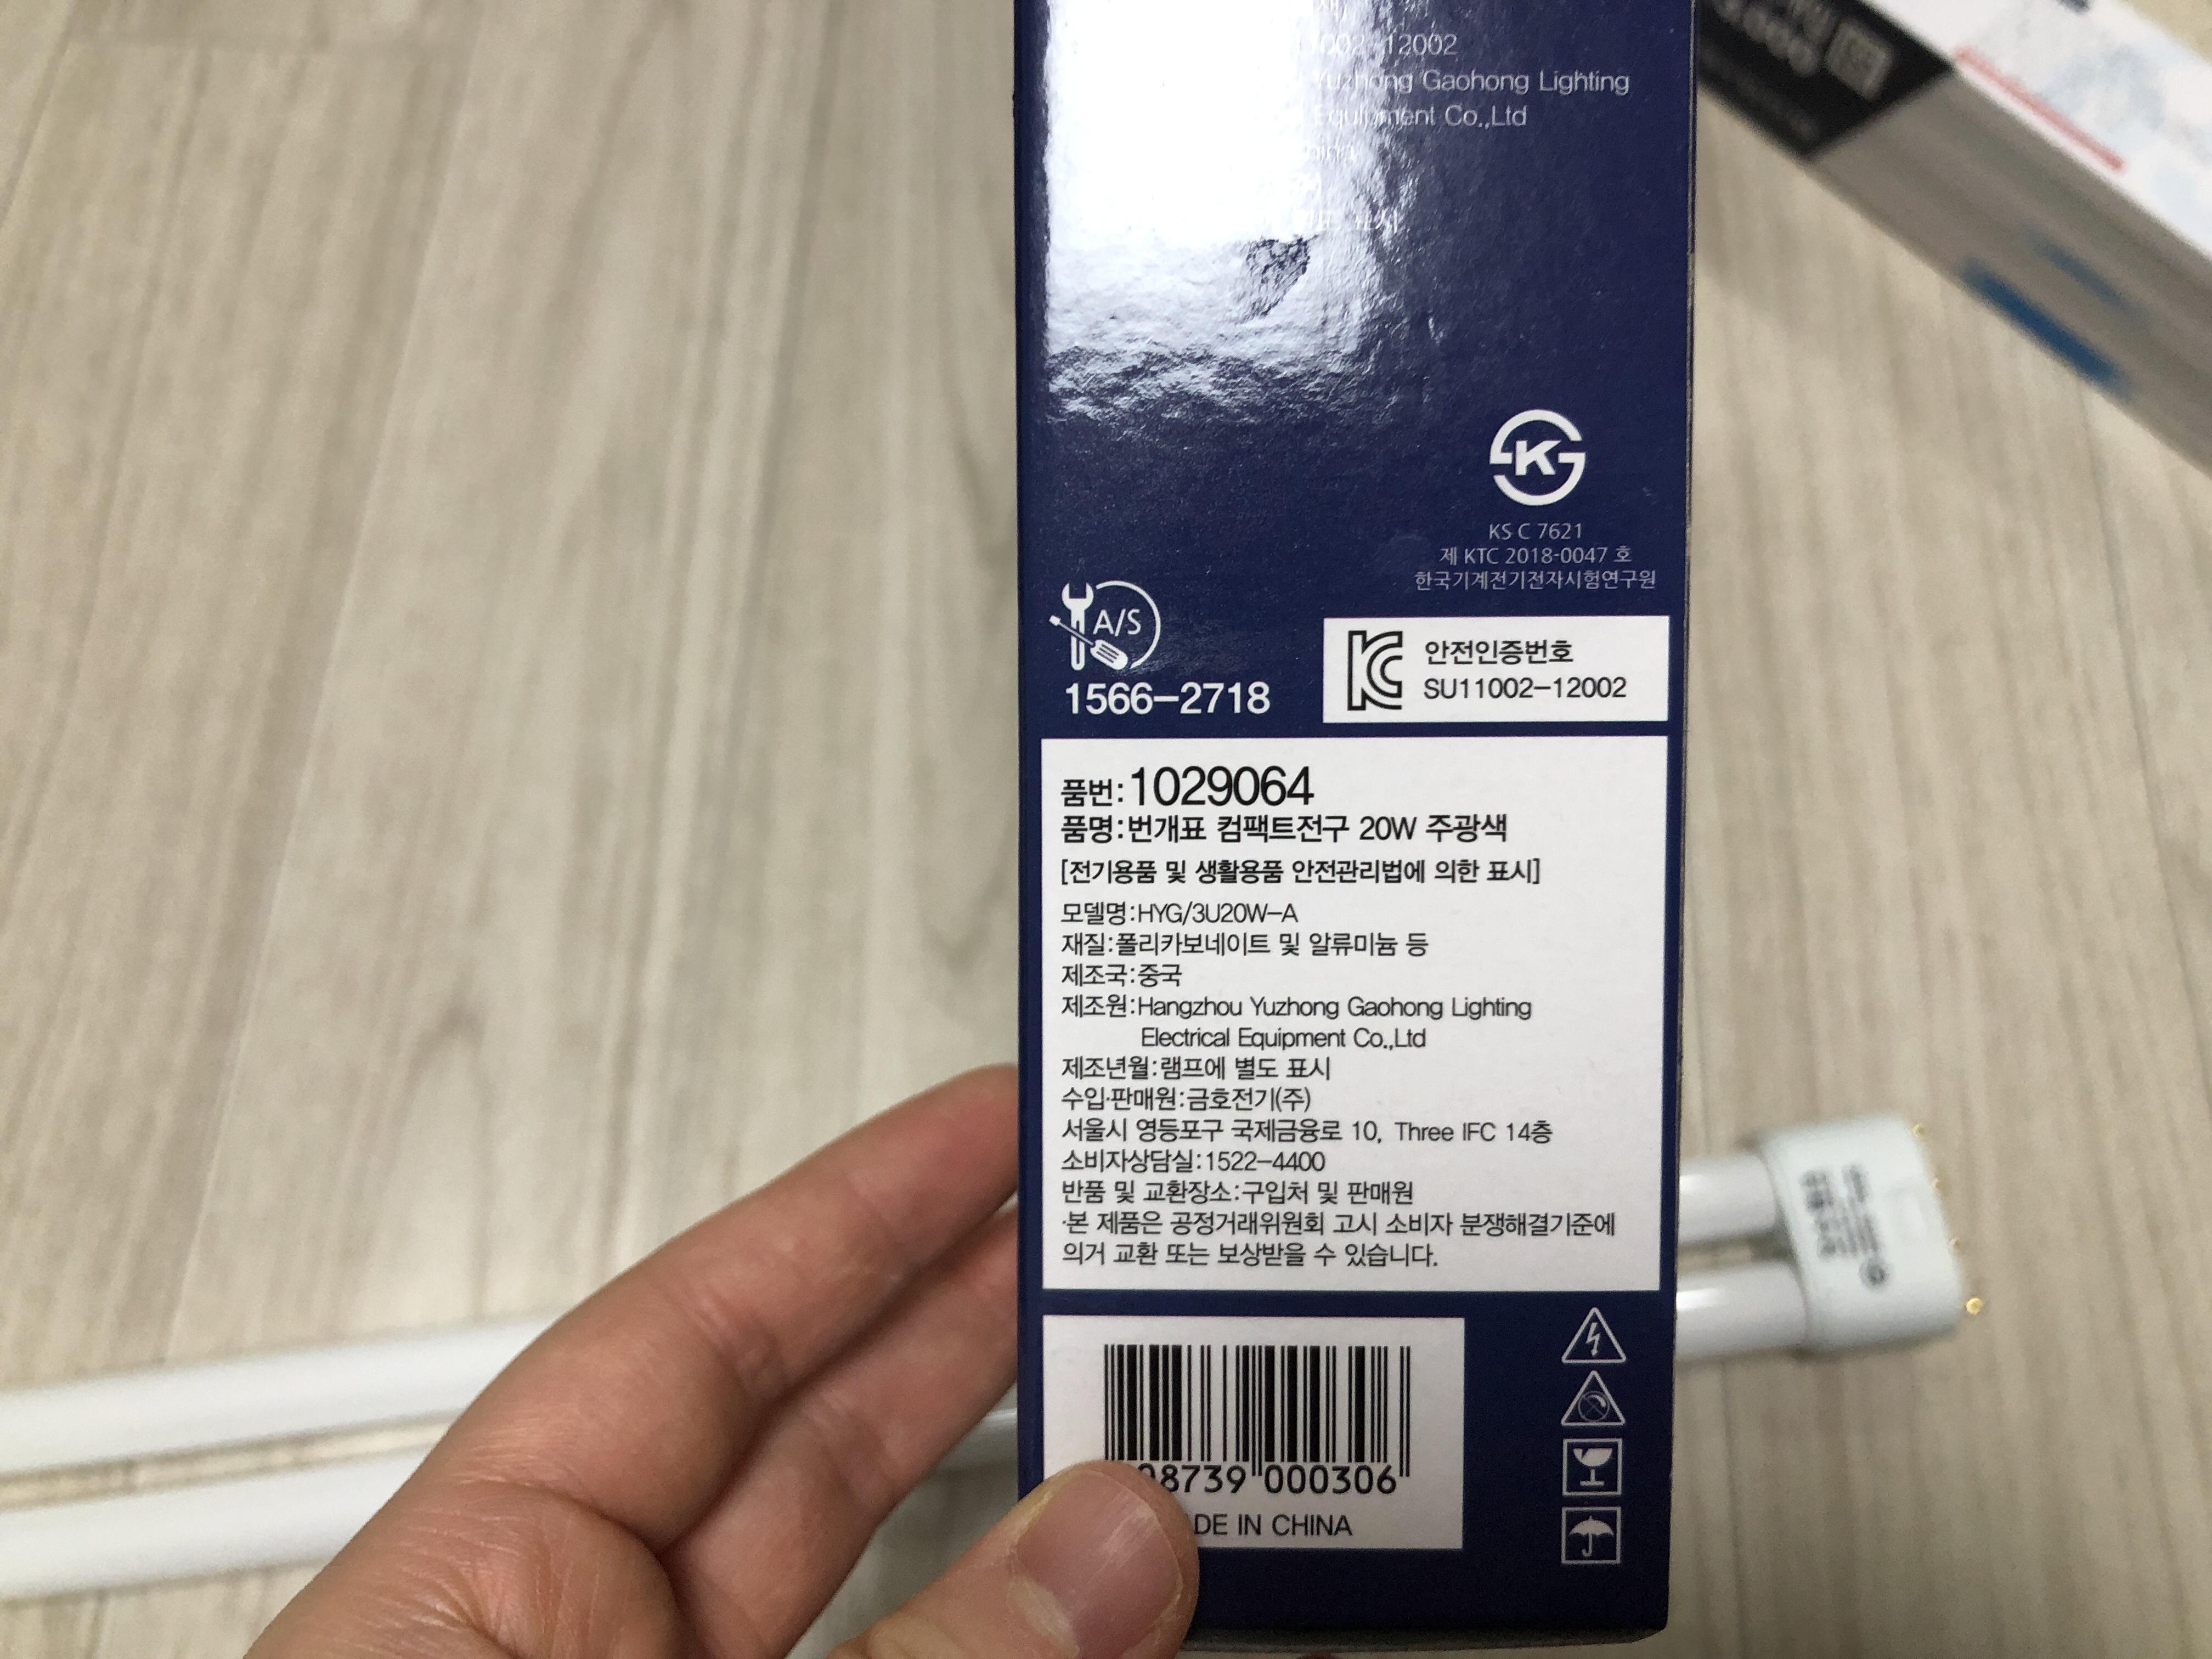 12002
Yuzhong Gaohong Lighting
Equipment Co.,Ltd
KS C 7621
제 KTC 2018-0047 호
한국기계전기전자시험연구원
A/S
1566-2718
안전인증번호
SU11002-12002
품번:1029064
품명:번개표 컴팩트전구 20W 주광색
[전기용품 및 생활용품 안전관리법에 의한 표시]
모델명:HYG/3U20W-A
재질:폴리카보네이트 및 알류미늄 등
제조국:중국
제조원:Hangzhou Yuzhong Gaohong Lighting
Electrical Equipment Co.,Ltd
제조년월:램프에 별도 표시
수입·판매원:금호전기(주)
서울시 영등포구 국제금융로 10, Three IFC 14층
소비자상담실:1522-4400
반품 및 교환장소:구입처 및 판매원
·본 제품은 공정거래위원회 고시 소비자 분쟁해결기준에
의거 교환 또는 보상받을 수 있습니다.
08739 000306
DE IN CHINA